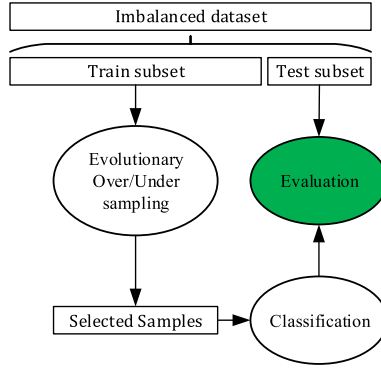 Imbalanced dataset
Train subset
Test subset
Evolutionary
Over/Under
sampling
Evaluation
Selected Samples
Classification